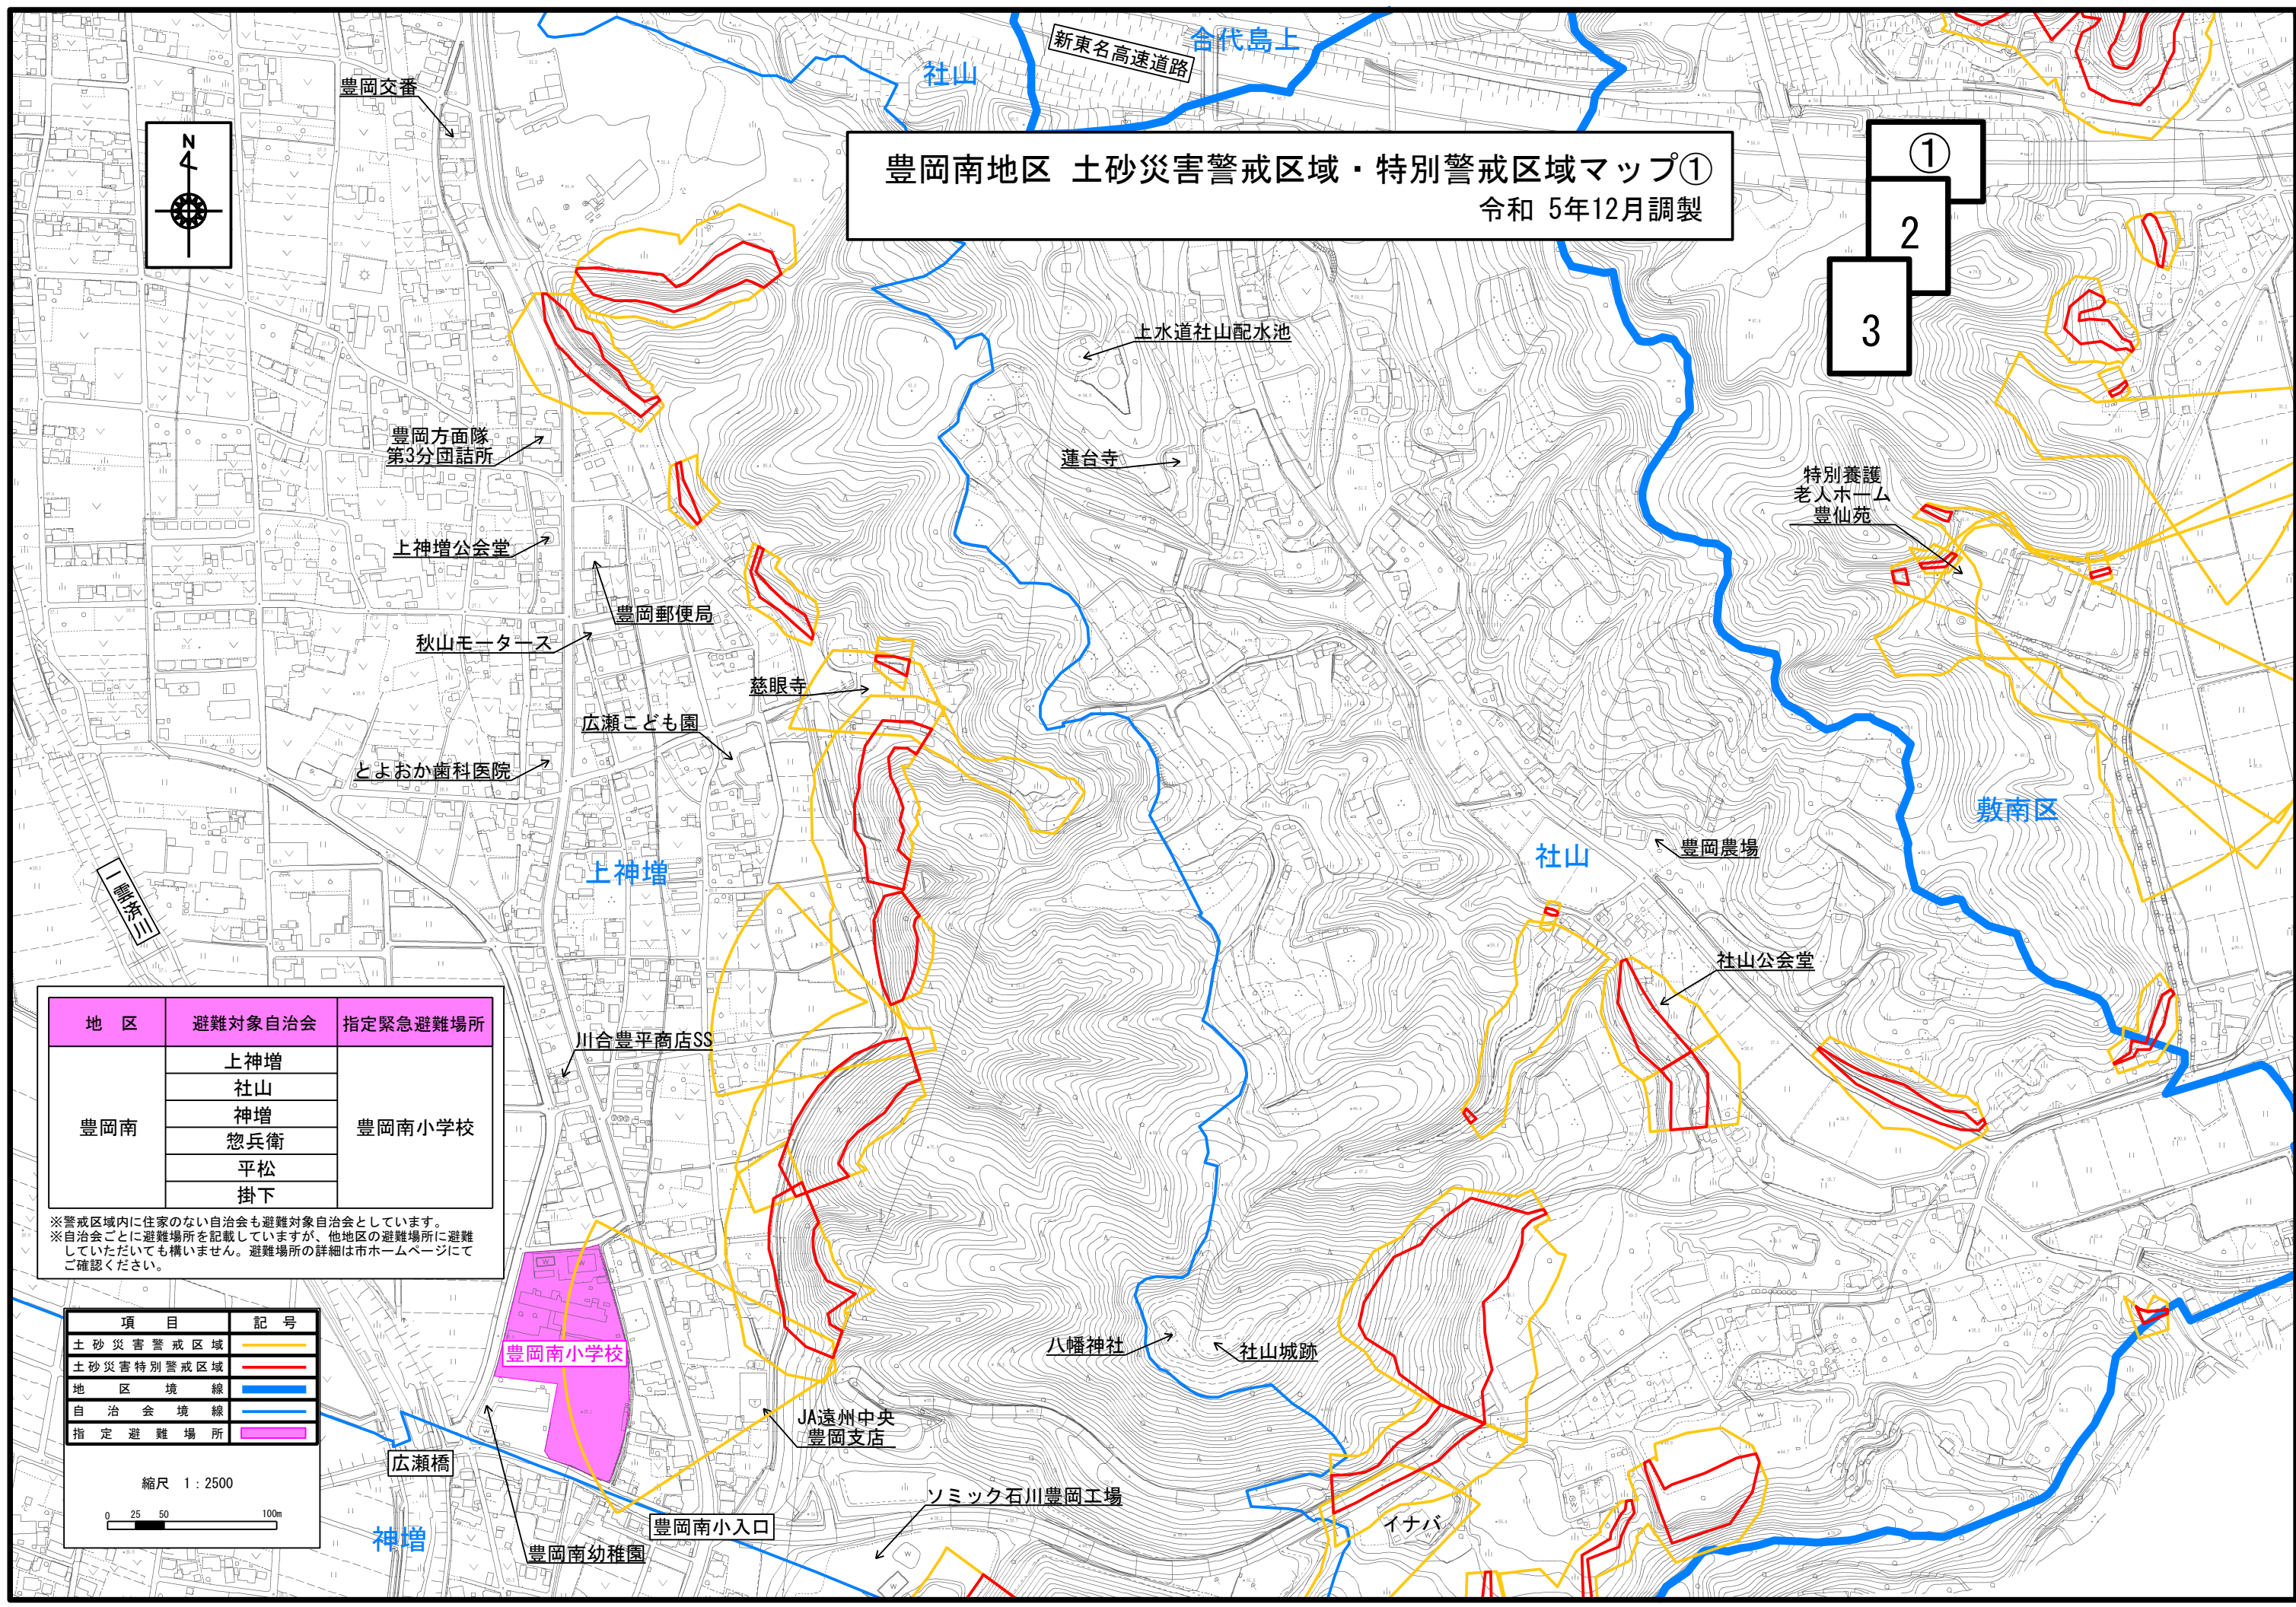 豊岡南地区 土砂災害警戒区域・特別警戒区域マップ①
令和 5年12月調製
①
2
3
N
新東名高速道路
合代島上
社山
豊岡交番
上水道社山配水池
豊岡方面隊
第3分団詰所
蓮台寺
特別養護
老人ホーム
豊仙苑
上神増公会堂
豊岡郵便局
秋山モータース
慈眼寺
広瀬こども園
とよおか歯科医院
敷南区
上神増
社山
豊岡農場
一雲済川
社山公会堂
川合豊平商店SS
地 区
避難対象自治会
指定緊急避難場所
豊岡南
上神増
社山
神増
惣兵衛
平松
掛下
豊岡南小学校
※警戒区域内に住家のない自治会も避難対象自治会としています。
※自治会ごとに避難場所を記載していますが、他地区の避難場所に避難
していただいても構いません。避難場所の詳細は市ホームページにて
ご確認ください。
項 目
記 号
土砂災害警戒区域
土砂災害特別警戒区域
地区境線
自治会境線
指定避難場所
縮尺 1:2500
0 25 50 100m
豊岡南小学校
八幡神社
社山城跡
JA遠州中央
豊岡支店
広瀬橋
ソミック石川豊岡工場
イナバ
豊岡南小入口
神増
豊岡南幼稚園